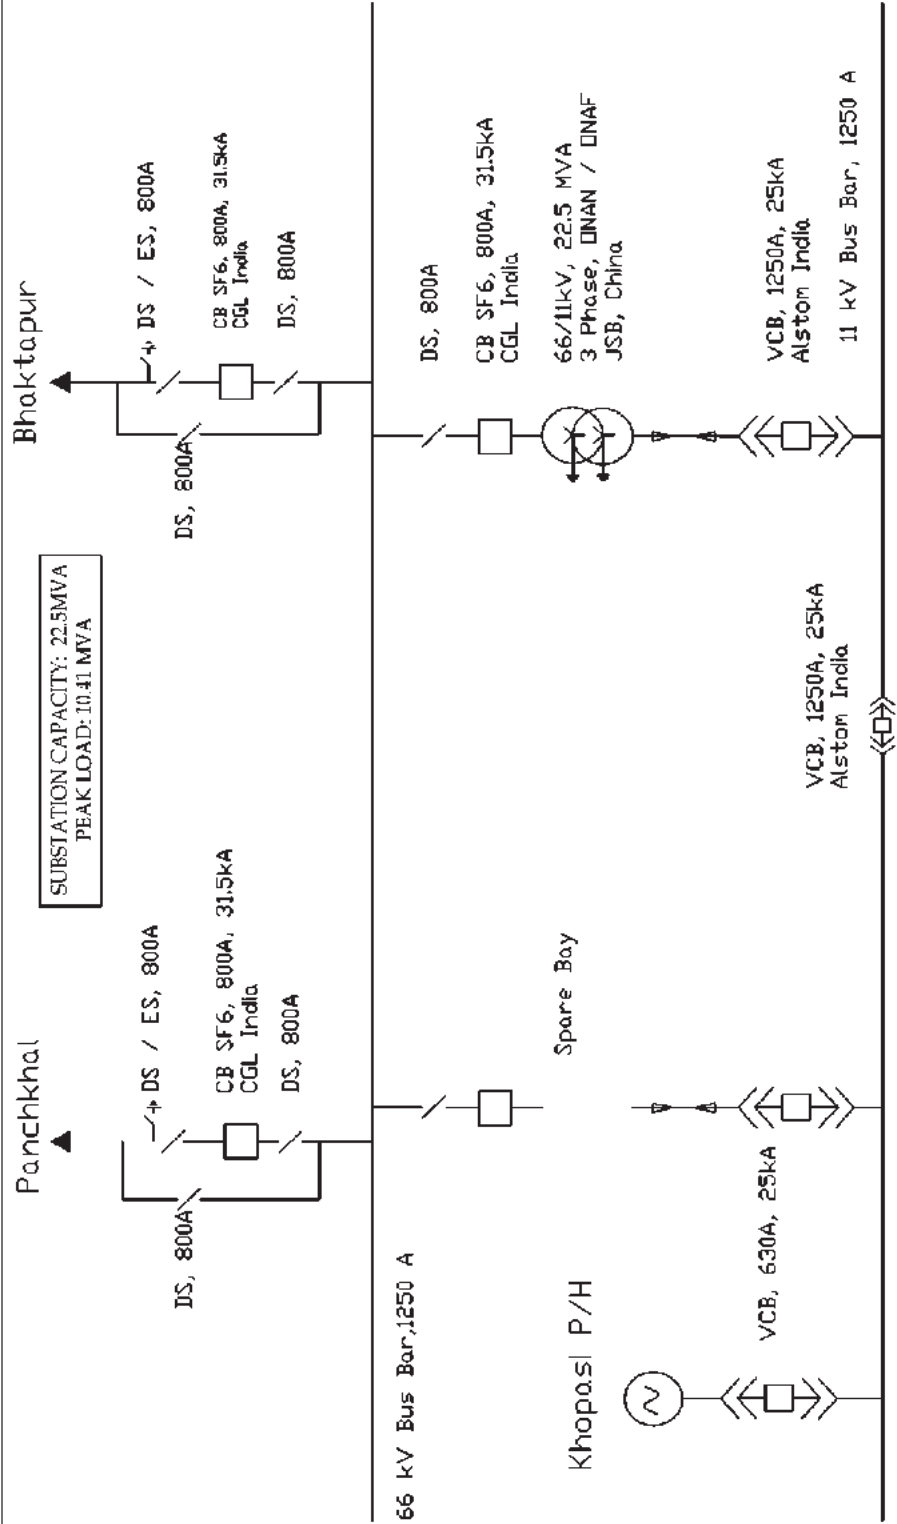 Panchkhal
Bhaktapur
SUBSTATION CAPACITY: 22.5MVA
PEAK LOAD: 10.41 MVA
DS / ES, 800A
DS, 800A
CB SF6, 800A, 31.5kA
CGL India
DS, 800A
DS / ES, 800A
DS, 800A
CB SF6, 800A, 31.5kA
CGL India
DS, 800A
66 kV Bus Bar,1250 A
DS, 800A
CB SF6, 800A, 31.5kA
CGL India
Khopasi P/H
Spare Bay
66/11kV, 22.5 MVA
3 Phase, ONAN / ONAF
JSB, China
VCB, 630A, 25kA
VCB, 1250A, 25kA
Alstom India
VCB, 1250A, 25kA
Alstom India
11 kV Bus Bar, 1250 A